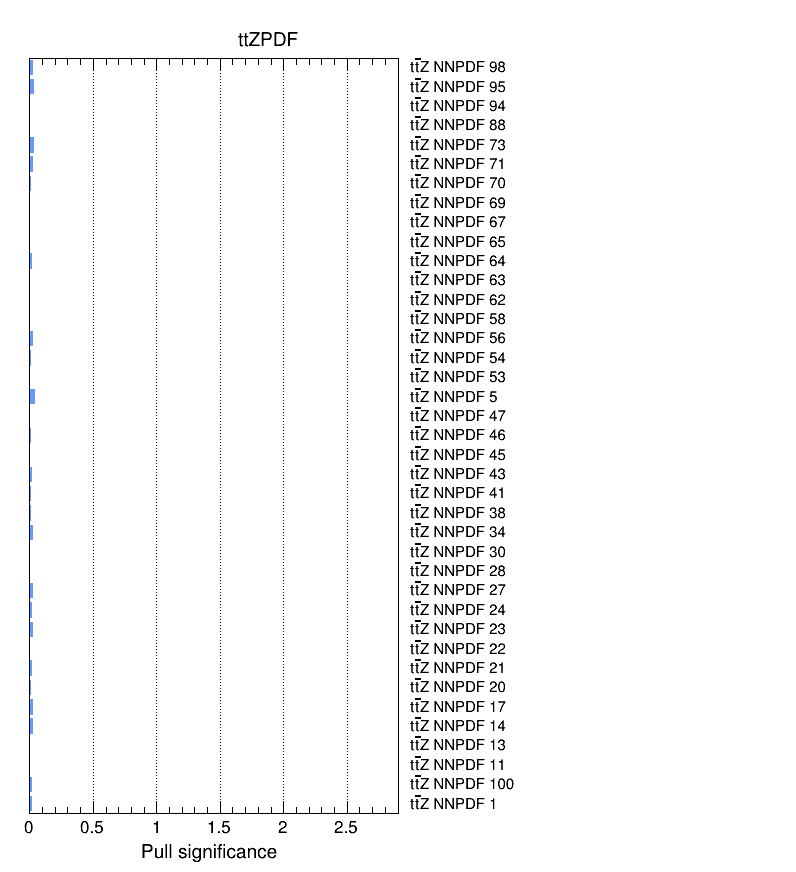 ttZPDF
tt̄Z NNPDF 98
tt̄Z NNPDF 95
tt̄Z NNPDF 94
tt̄Z NNPDF 88
tt̄Z NNPDF 73
tt̄Z NNPDF 71
tt̄Z NNPDF 70
tt̄Z NNPDF 69
tt̄Z NNPDF 67
tt̄Z NNPDF 65
tt̄Z NNPDF 64
tt̄Z NNPDF 63
tt̄Z NNPDF 62
tt̄Z NNPDF 58
tt̄Z NNPDF 56
tt̄Z NNPDF 54
tt̄Z NNPDF 53
tt̄Z NNPDF 5
tt̄Z NNPDF 47
tt̄Z NNPDF 46
tt̄Z NNPDF 45
tt̄Z NNPDF 43
tt̄Z NNPDF 41
tt̄Z NNPDF 38
tt̄Z NNPDF 34
tt̄Z NNPDF 30
tt̄Z NNPDF 28
tt̄Z NNPDF 27
tt̄Z NNPDF 24
tt̄Z NNPDF 23
tt̄Z NNPDF 22
tt̄Z NNPDF 21
tt̄Z NNPDF 20
tt̄Z NNPDF 17
tt̄Z NNPDF 14
tt̄Z NNPDF 13
tt̄Z NNPDF 11
tt̄Z NNPDF 100
tt̄Z NNPDF 1
0 0.5 1 1.5 2 2.5
Pull significance